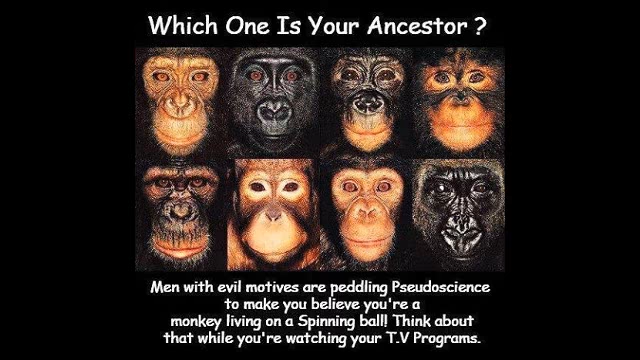 Which One Is Your Ancestor ?
Men with evil motives are peddling Pseudoscience
to make you believe you're a
monkey living on a Spinning ball! Think about
that while you're watching your T.V Programs.